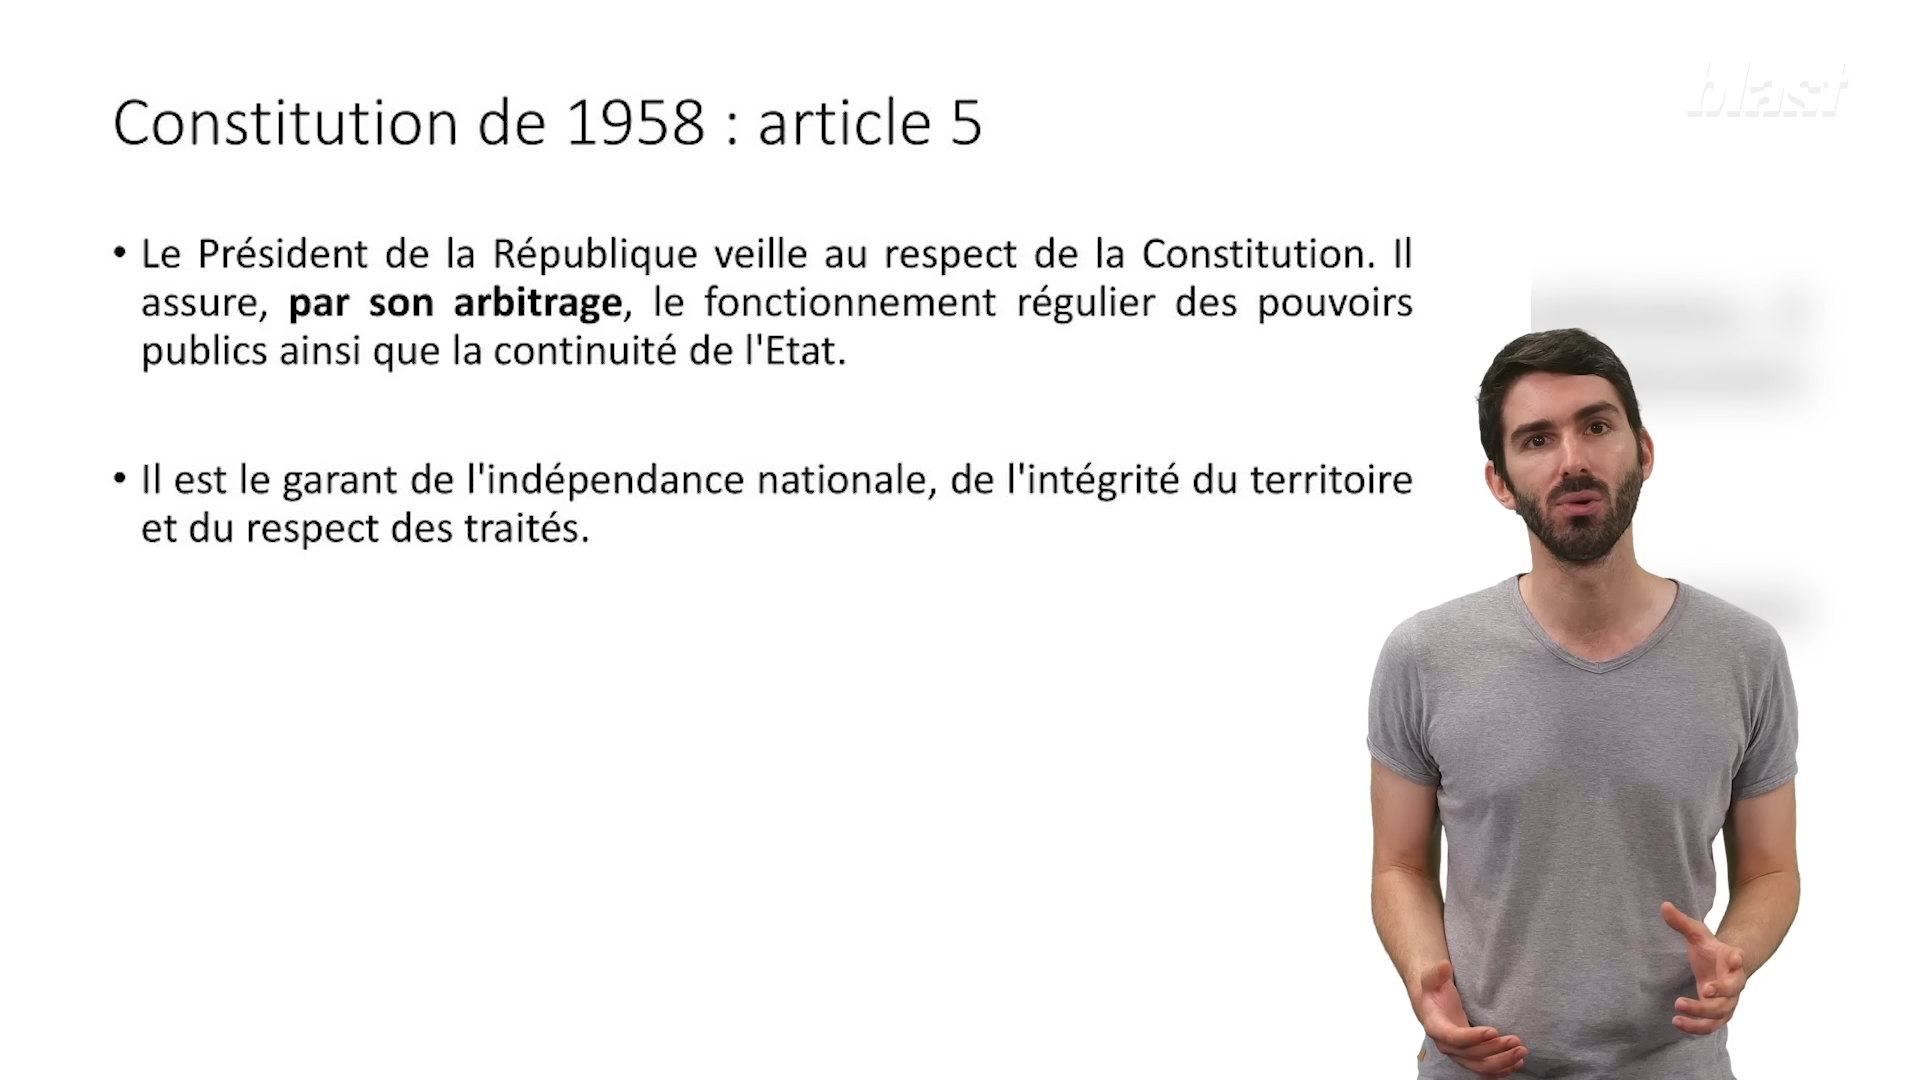 blast
Constitution de 1958 : article 5
• Le Président de la République veille au respect de la Constitution. Il
assure, par son arbitrage, le fonctionnement régulier des pouvoirs
publics ainsi que la continuité de l'Etat.
• Il est le garant de l'indépendance nationale, de l'intégrité du territoire
et du respect des traités.